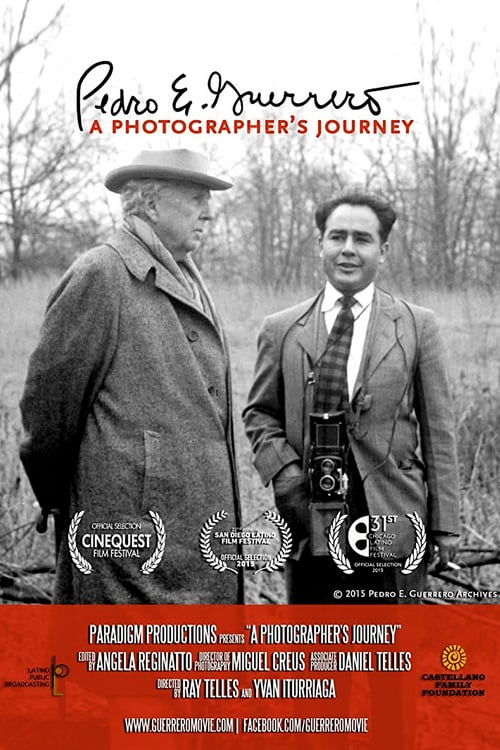 Pedro E. Guerrero
A PHOTOGRAPHER'S JOURNEY
OFFICIAL SELECTION
CINEQUEST
FILM FESTIVAL
SAN DIEGO LATINO
FILM FESTIVAL
OFFICIAL SELECTION
2015
31ST
CHICAGO
LATINO
FILM
FESTIVAL
OFFICIAL SELECTION
2015
© 2015 PEDRO E. GUERRERO ARCHIVES
PARADIGM PRODUCTIONS PRESENTS "A PHOTOGRAPHER'S JOURNEY"
EDITED BY ANGELA REGINATTO DIRECTOR OF PHOTOGRAPHY MIGUEL CREUS ASSOCIATE PRODUCER DANIEL TELLES
DIRECTED BY RAY TELLES AND YVAN ITURRIAGA
LATINO
PUBLIC
BROADCASTING
CASTELLANO
FAMILY
FOUNDATION
WWW.GUERREROMOVIE.COM | FACEBOOK.COM/GUERREROMOVIE